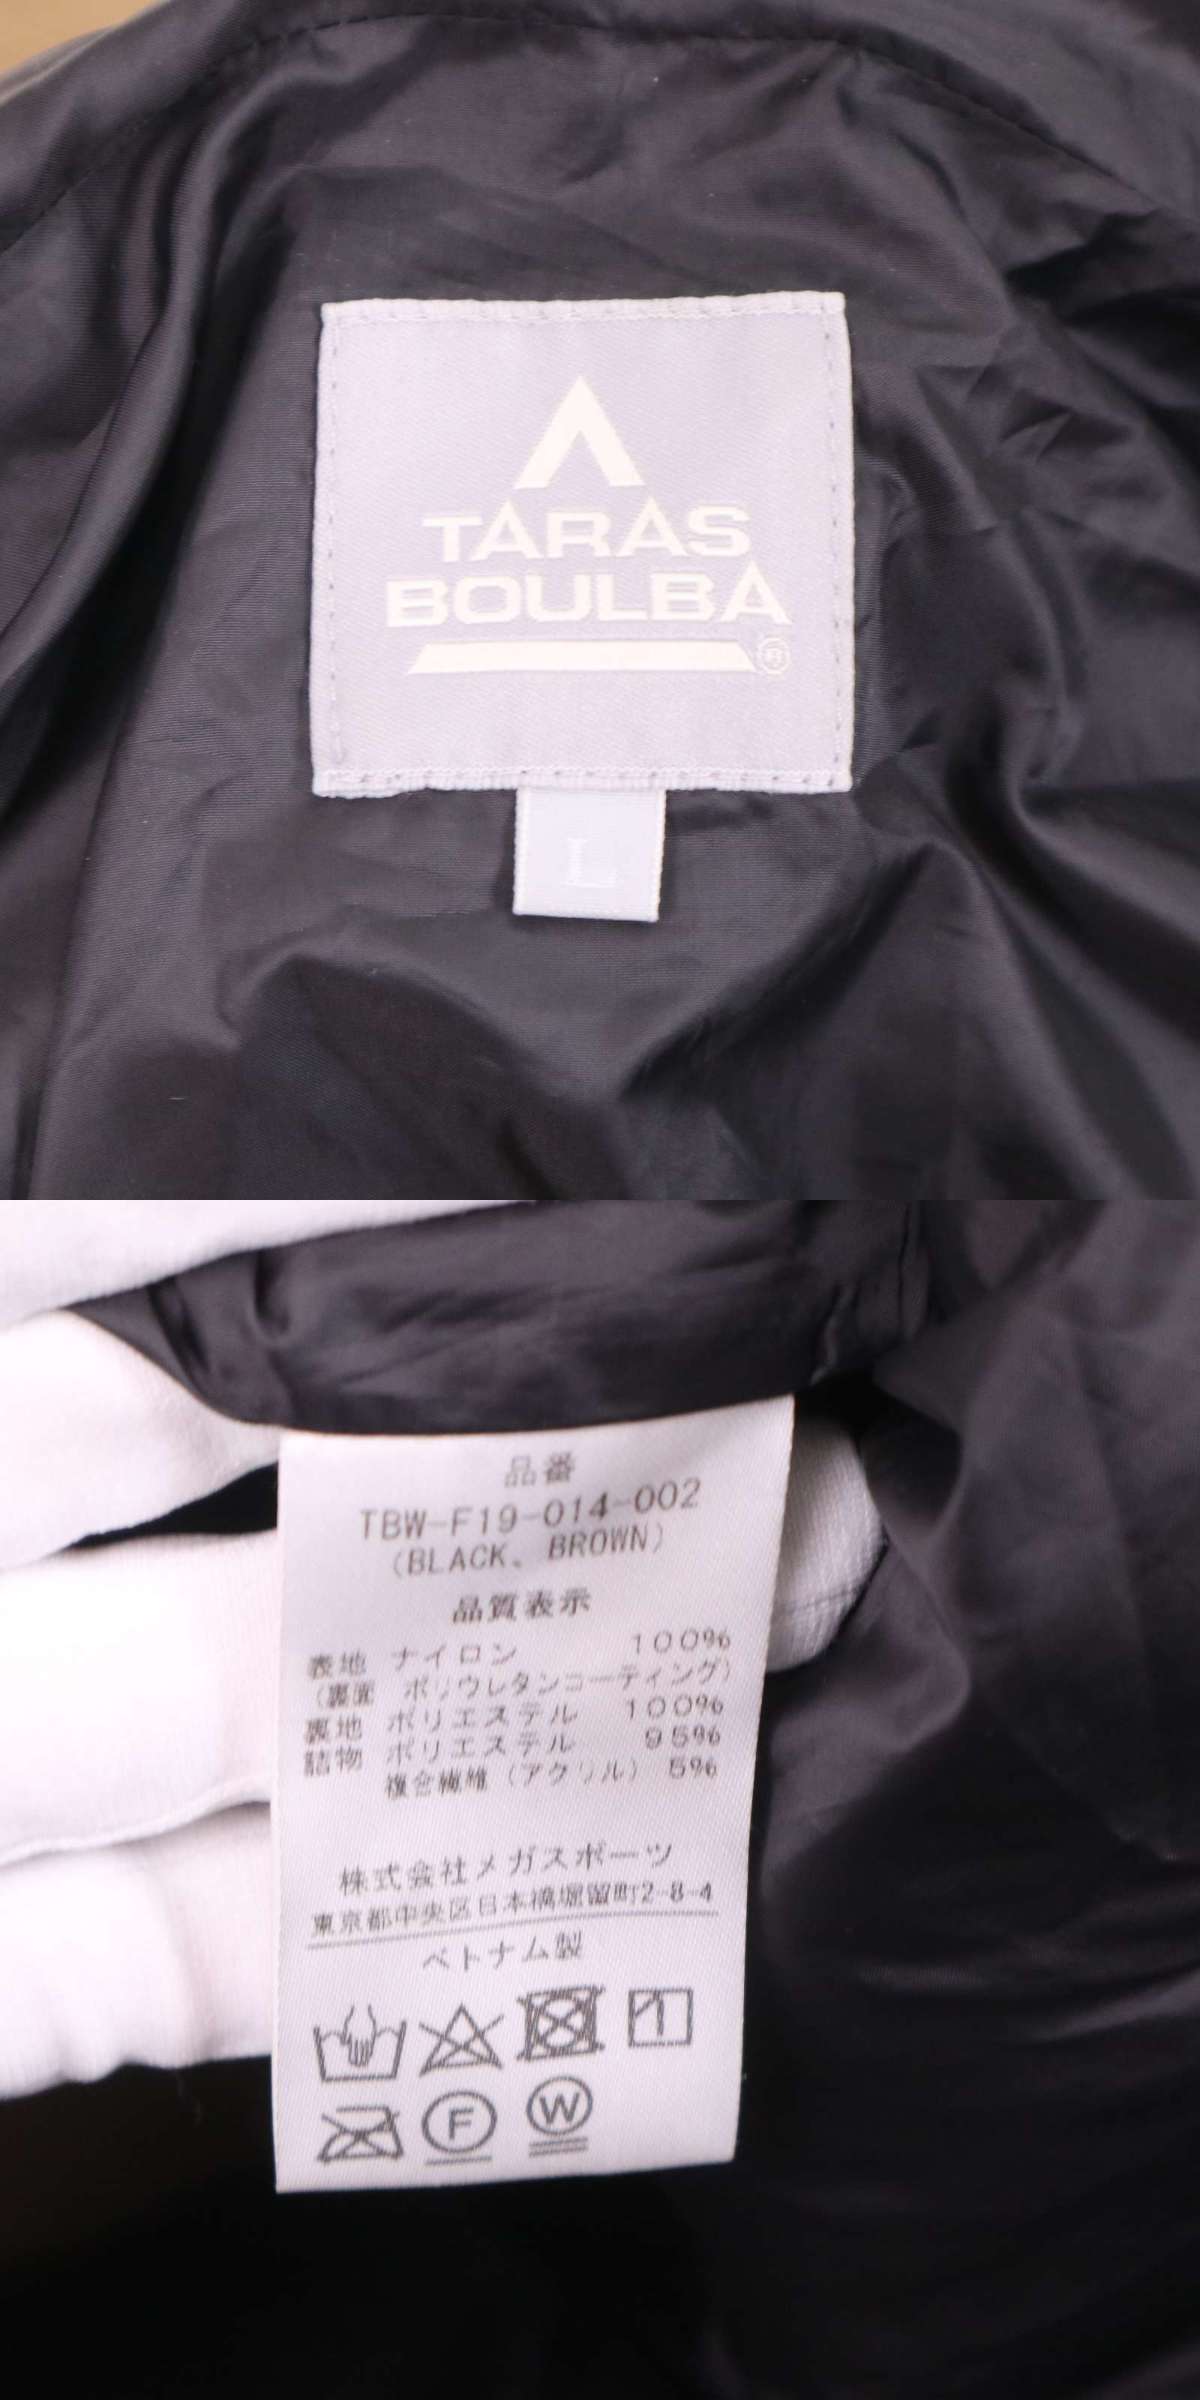 TARAS
BOULBA
®
L
品番
TBW-F19-014-002
(BLACK、BROWN)
品質表示
表地 ナイロン 100%
(裏面 ポリウレタンコーティング)
裏地 ポリエステル 100%
詰物 ポリエステル 95%
複合繊維(アクリル) 5%
株式会社メガスポーツ
東京都中央区日本橋堀留町2-8-4
ベトナム製
F
W